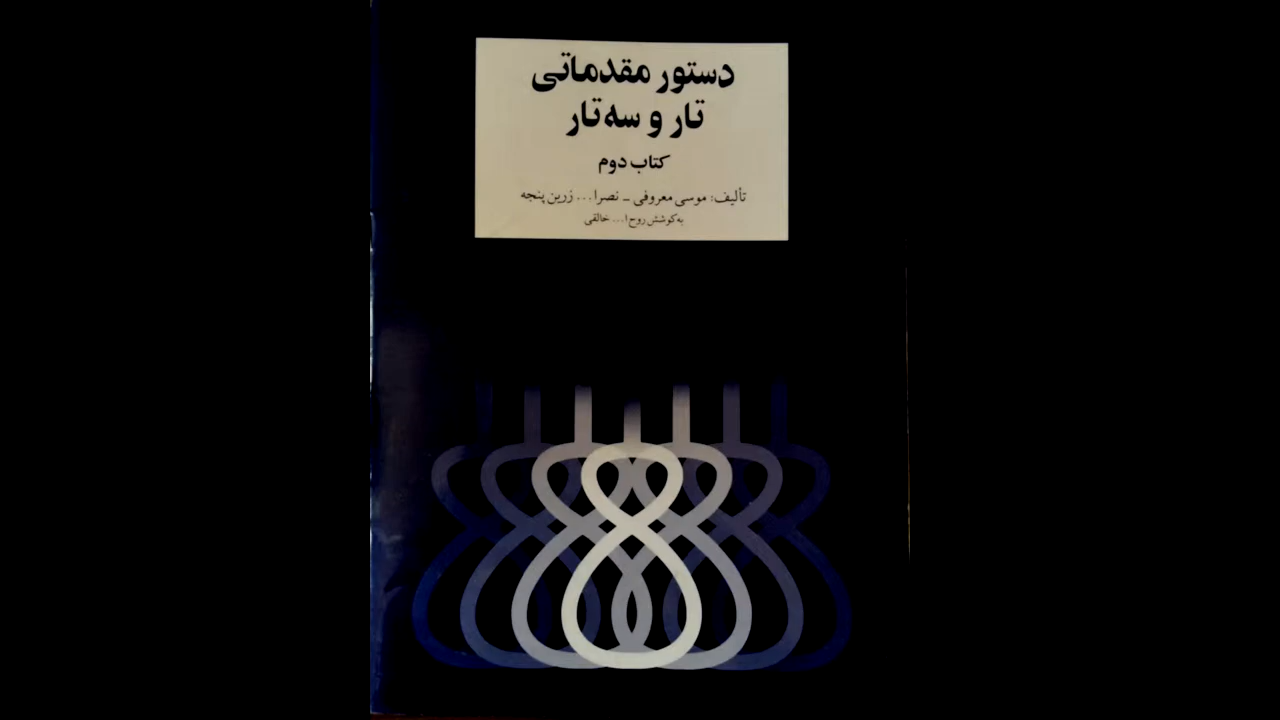 دستور مقدماتی
تار و سه‌تار
کتاب دوم
تألیف: موسی معروفی - نصرا... زرین پنجه
به‌کوشش روح ا... خالقی